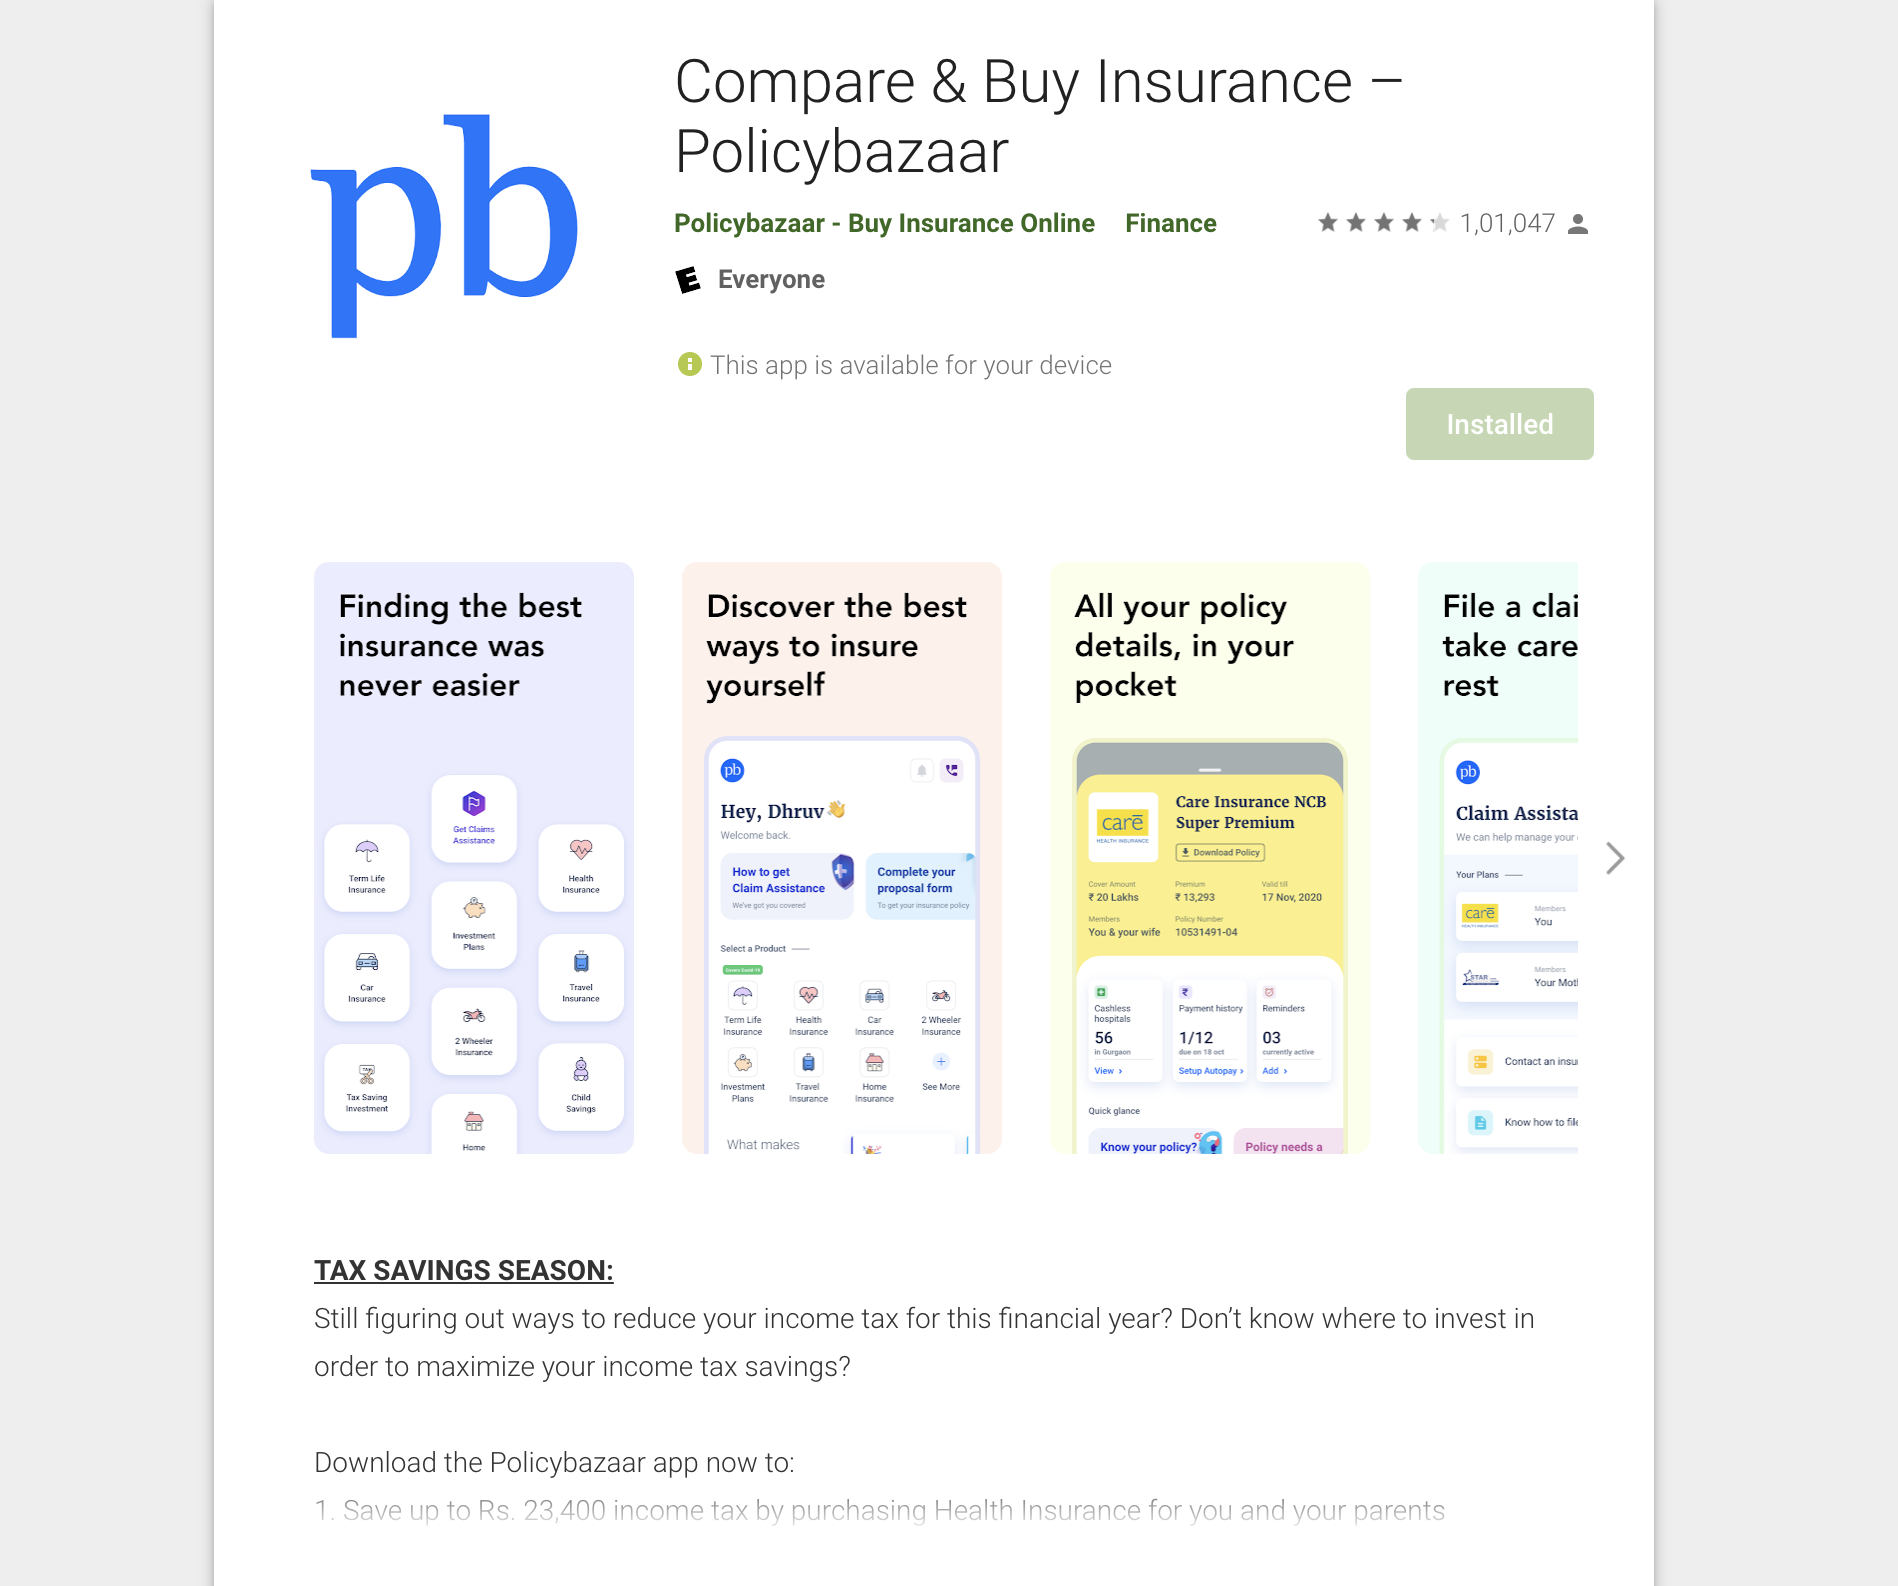 pb
Compare & Buy Insurance –
Policybazaar
Policybazaar - Buy Insurance Online Finance
1,01,047
E Everyone
This app is available for your device
Installed
Finding the best
insurance was
never easier
Get Claims
Assistance
Term Life
Insurance
Health
Insurance
Investment
Plans
Car
Insurance
Travel
Insurance
2 Wheeler
Insurance
Tax Saving
Investment
Child
Savings
Home
Discover the best
ways to insure
yourself
pb
Hey, Dhruv
Welcome back.
How to get
Claim Assistance
We've got you covered
Complete your
proposal form
To get your insurance policy
Select a Product
Covers Covid-19
Term Life
Insurance
Health
Insurance
Car
Insurance
2 Wheeler
Insurance
Investment
Plans
Travel
Insurance
Home
Insurance
See More
What makes
All your policy
details, in your
pocket
care
HEALTH INSURANCE
Care Insurance NCB
Super Premium
Download Policy
Cover Amount
₹ 20 Lakhs
Premium
₹ 13,293
Valid till
17 Nov, 2020
Members
You & your wife
Policy Number
10531491-04
Cashless
hospitals
56
in Gurgaon
View ›
Payment history
1/12
due on 18 oct
Setup Autopay ›
Reminders
03
currently active
Add ›
Quick glance
Know your policy?
Policy needs a
File a clai
take care
rest
pb
Claim Assista
We can help manage your
Your Plans
care
HEALTH INSURANCE
Members
You
STAR
Members
Your Mot
Contact an insu
Know how to file
TAX SAVINGS SEASON:
Still figuring out ways to reduce your income tax for this financial year? Don’t know where to invest in
order to maximize your income tax savings?
Download the Policybazaar app now to:
1. Save up to Rs. 23,400 income tax by purchasing Health Insurance for you and your parents